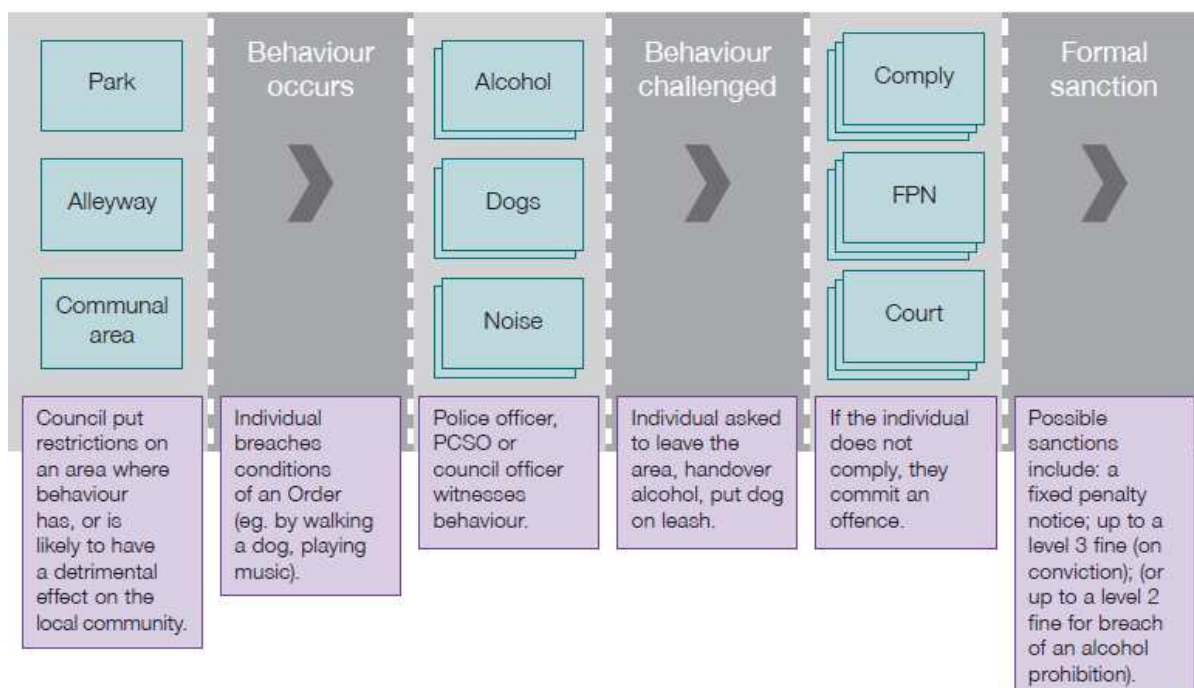 Park
Alleyway
Communal
area
Behaviour
occurs
Alcohol
Dogs
Noise
Behaviour
challenged
Comply
FPN
Court
Formal
sanction
Council put
restrictions on
an area where
behaviour
has, or is
likely to have
a detrimental
effect on the
local community.
Individual
breaches
conditions
of an Order
(eg. by walking
a dog, playing
music).
Police officer,
PCSO or
council officer
witnesses
behaviour.
Individual asked
to leave the
area, handover
alcohol, put dog
on leash.
If the individual
does not
comply, they
commit an
offence.
Possible
sanctions
include: a
fixed penalty
notice; up to a
level 3 fine (on
conviction); (or
up to a level 2
fine for breach
of an alcohol
prohibition).